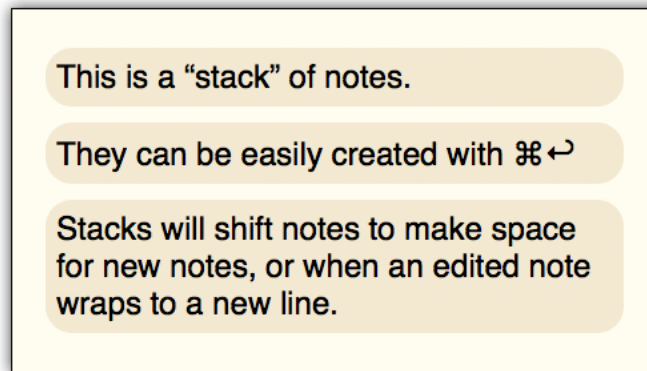 This is a “stack” of notes.
They can be easily created with ⌘↩
Stacks will shift notes to make space
for new notes, or when an edited note
wraps to a new line.